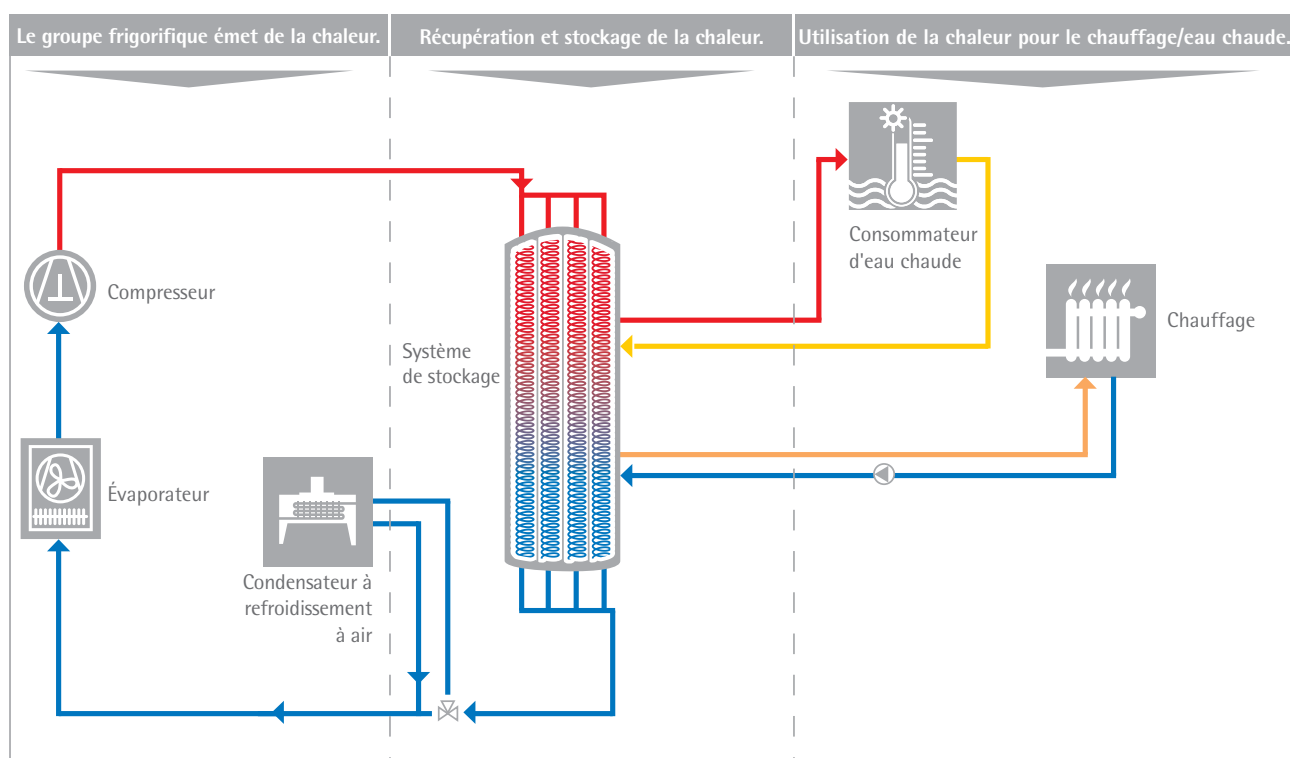 Le groupe frigorifique émet de la chaleur.
Récupération et stockage de la chaleur.
Utilisation de la chaleur pour le chauffage/eau chaude.
Compresseur
Évaporateur
Condensateur à
refroidissement
à air
Système
de stockage
Consommateur
d'eau chaude
Chauffage